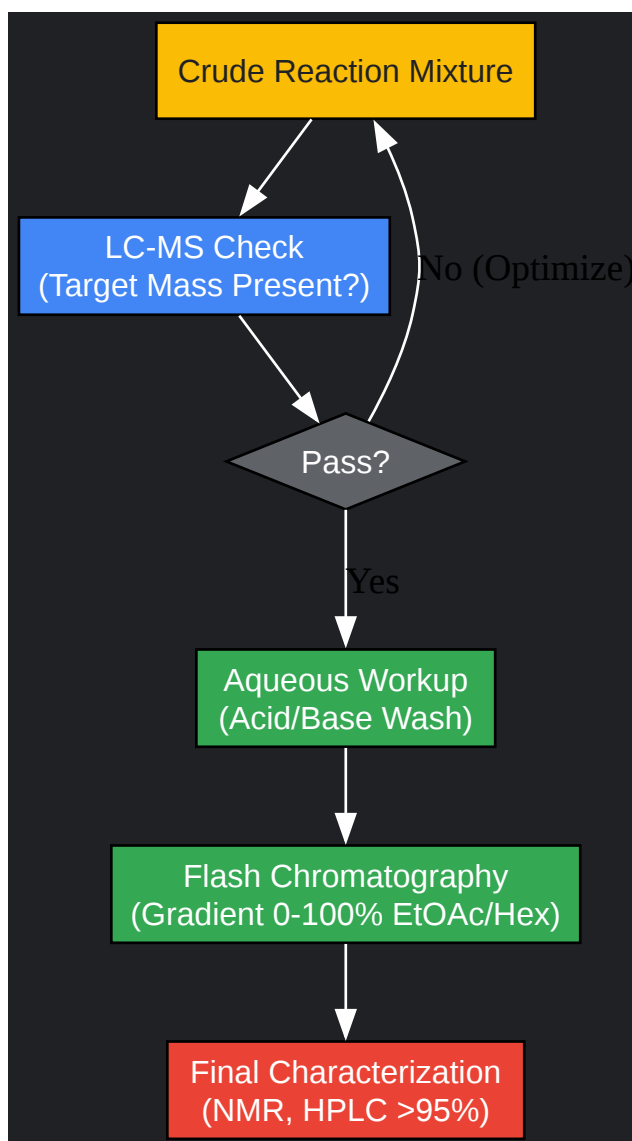 Crude Reaction Mixture
LC-MS Check
(Target Mass Present?)
No (Optimize)
Pass?
Yes
Aqueous Workup
(Acid/Base Wash)
Flash Chromatography
(Gradient 0-100% EtOAc/Hex)
Final Characterization
(NMR, HPLC >95%)